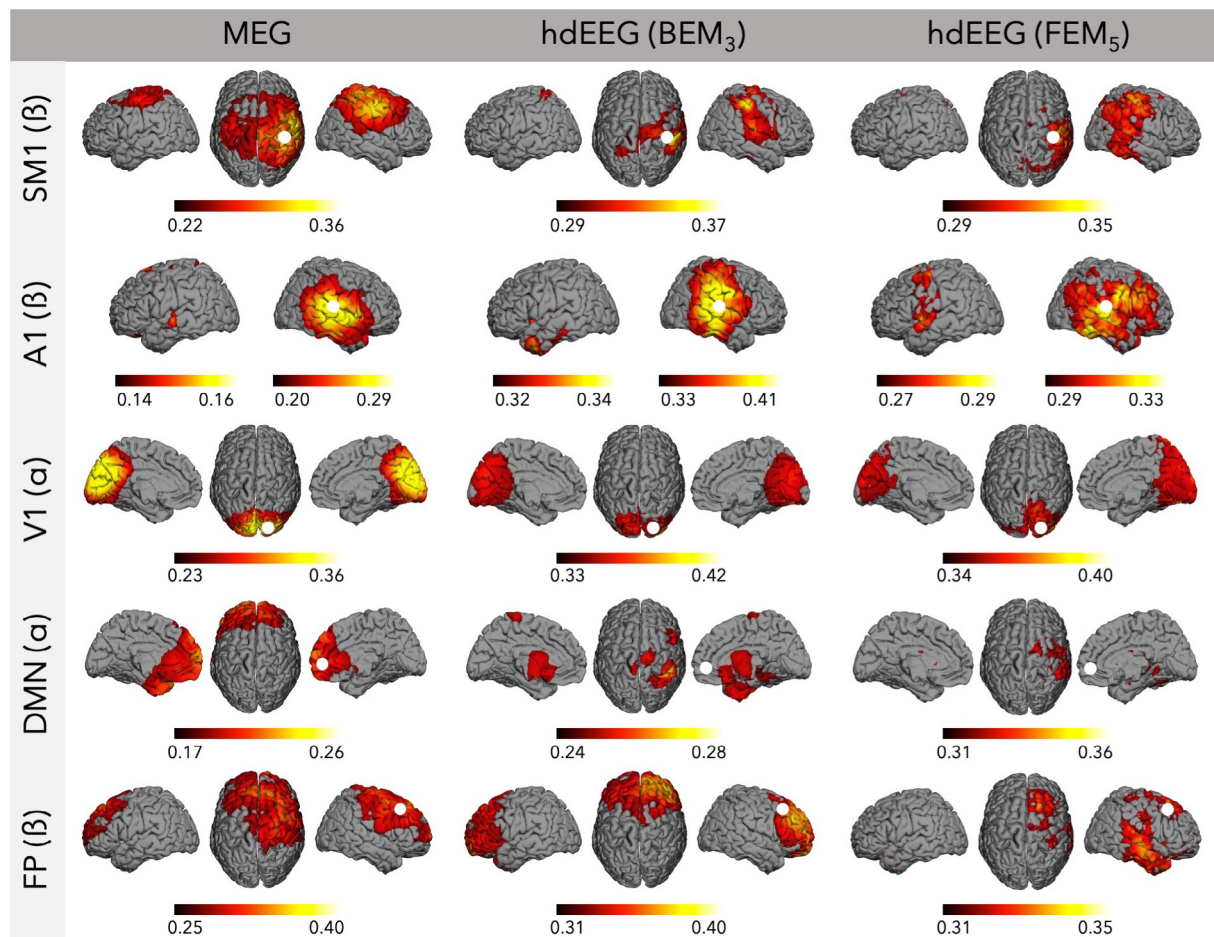 MEG hdEEG (BEM₃) hdEEG (FEM₅)
SM1 (ß)
0.22 0.36 0.29 0.37 0.29 0.35
A1 (ß)
0.14 0.16 0.20 0.29 0.32 0.34 0.33 0.41 0.27 0.29 0.29 0.33
V1 (α)
0.23 0.36 0.33 0.42 0.34 0.40
DMN (α)
0.17 0.26 0.24 0.28 0.31 0.36
FP (ß)
0.25 0.40 0.31 0.40 0.31 0.35